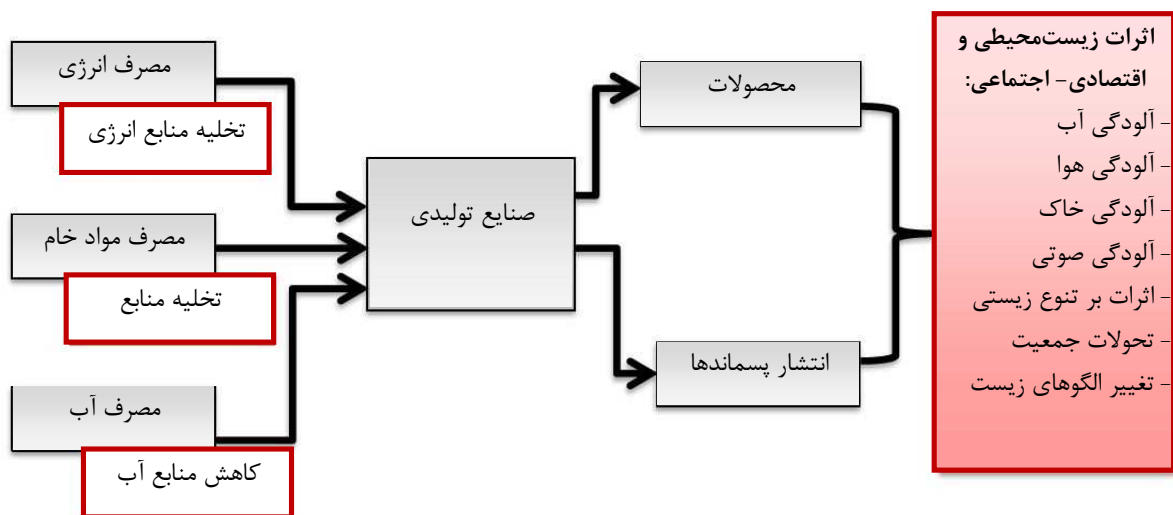 مصرف انرژی
تخلیه منابع انرژی
مصرف مواد خام
تخلیه منابع
مصرف آب
کاهش منابع آب
صنایع تولیدی
محصولات
انتشار پسماندها
اثرات زیست‌محیطی و
اقتصادی- اجتماعی:
- آلودگی آب
- آلودگی هوا
- آلودگی خاک
- آلودگی صوتی
- اثرات بر تنوع زیستی
- تحولات جمعیت
- تغییر الگوهای زیست